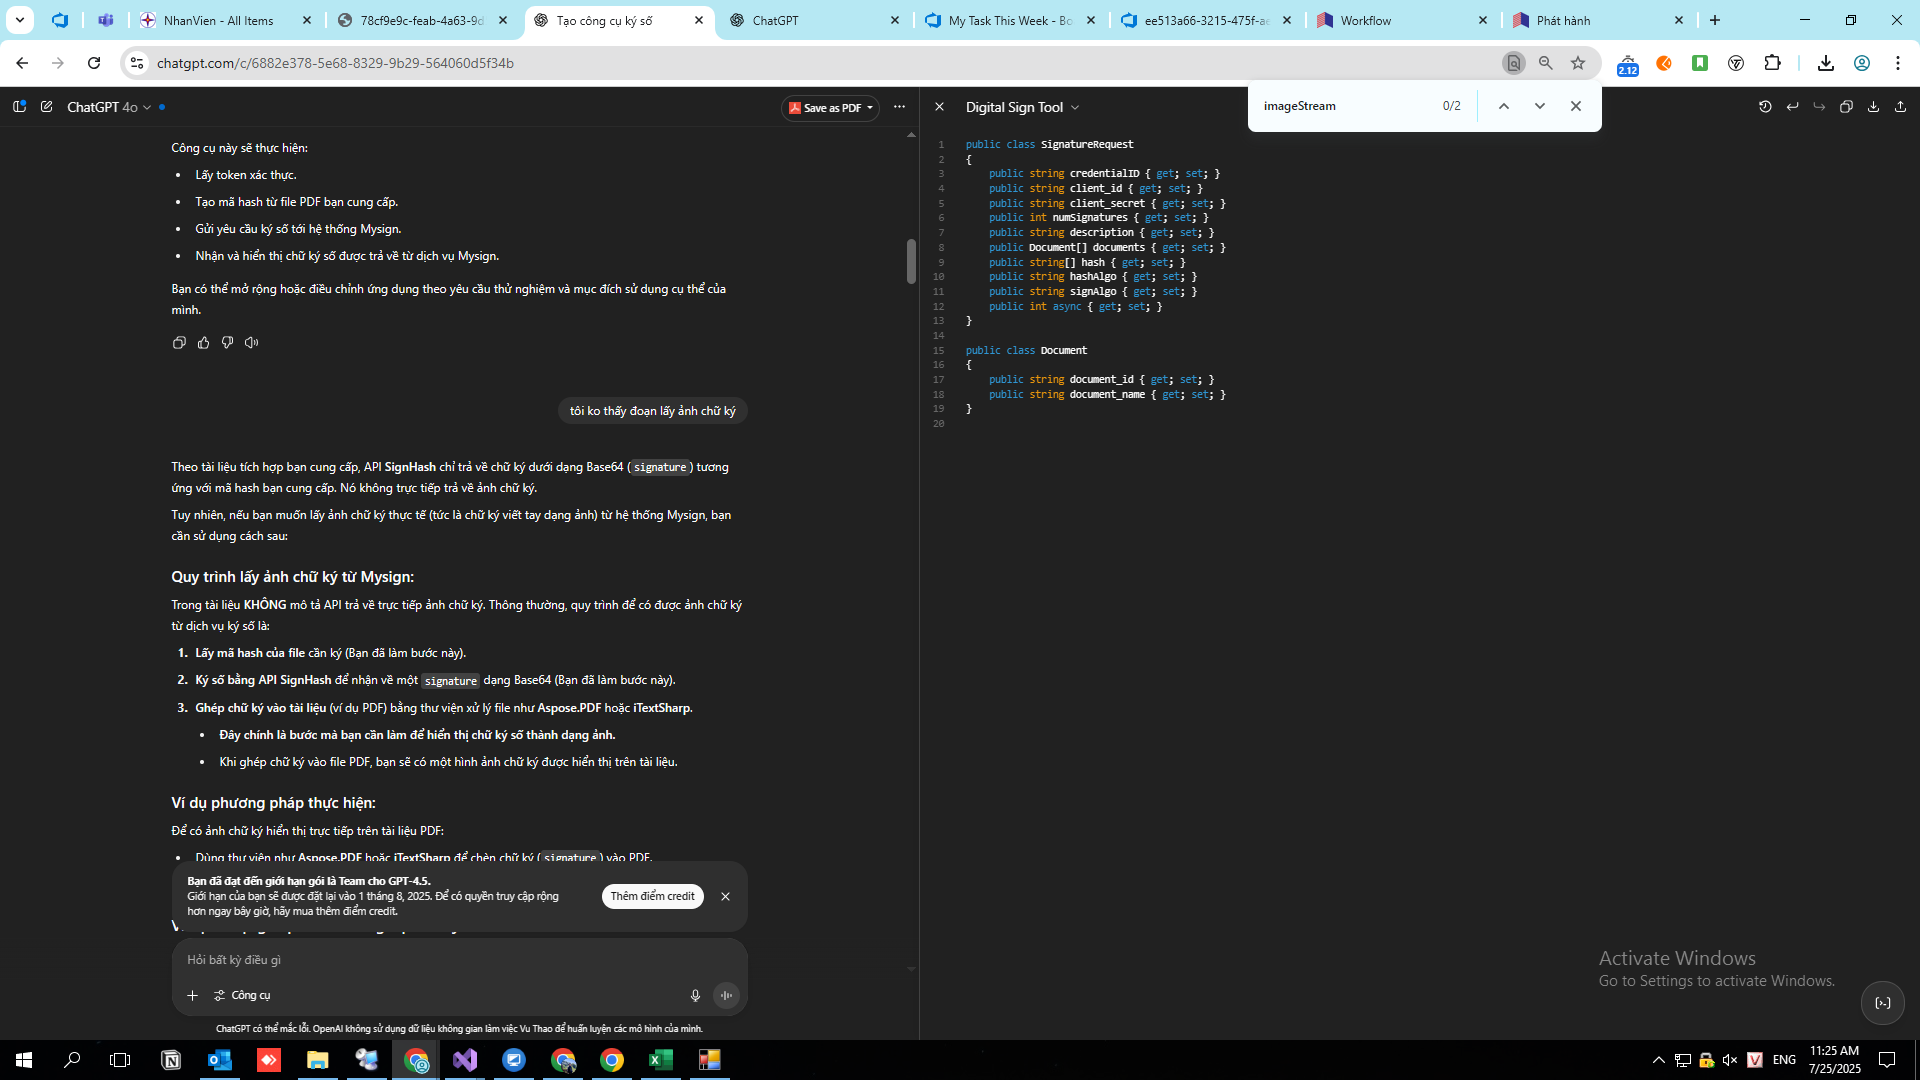 NhanVien - All Items
78cf9e9c-feab-4a63-9d
Tạo công cụ ký số
ChatGPT
My Task This Week - Bo
ee513a66-3215-475f-ae
Workflow
Phát hành
chatgpt.com/c/6882e378-5e68-8329-9b29-564060d5f34b
2.12
imageStream
0/2
ChatGPT 4o
Save as PDF
Digital Sign Tool
Công cụ này sẽ thực hiện:
• Lấy token xác thực.
• Tạo mã hash từ file PDF bạn cung cấp.
• Gửi yêu cầu ký số tới hệ thống Mysign.
• Nhận và hiển thị chữ ký số được trả về từ dịch vụ Mysign.
Bạn có thể mở rộng hoặc điều chỉnh ứng dụng theo yêu cầu thử nghiệm và mục đích sử dụng cụ thể của
mình.
tôi ko thấy đoạn lấy ảnh chữ ký
Theo tài liệu tích hợp bạn cung cấp, API SignHash chỉ trả về chữ ký dưới dạng Base64 (signature) tương
ứng với mã hash bạn cung cấp. Nó không trực tiếp trả về ảnh chữ ký.
Tuy nhiên, nếu bạn muốn lấy ảnh chữ ký thực tế (tức là chữ ký viết tay dạng ảnh) từ hệ thống Mysign, bạn
cần sử dụng cách sau:
Quy trình lấy ảnh chữ ký từ Mysign:
Trong tài liệu KHÔNG mô tả API trả về trực tiếp ảnh chữ ký. Thông thường, quy trình để có được ảnh chữ ký
từ dịch vụ ký số là:
1. Lấy mã hash của file cần ký (Bạn đã làm bước này).
2. Ký số bằng API SignHash để nhận về một signature dạng Base64 (Bạn đã làm bước này).
3. Ghép chữ ký vào tài liệu (ví dụ PDF) bằng thư viện xử lý file như Aspose.PDF hoặc iTextSharp.
• Đây chính là bước mà bạn cần làm để hiển thị chữ ký số thành dạng ảnh.
• Khi ghép chữ ký vào file PDF, bạn sẽ có một hình ảnh chữ ký được hiển thị trên tài liệu.
Ví dụ phương pháp thực hiện:
Để có ảnh chữ ký hiển thị trực tiếp trên tài liệu PDF:
• Dùng thư viện như Aspose.PDF hoặc iTextSharp để chèn chữ ký (signature) vào PDF.
Bạn đã đạt đến giới hạn gói là Team cho GPT-4.5.
Giới hạn của bạn sẽ được đặt lại vào 1 tháng 8, 2025. Để có quyền truy cập rộng
hơn ngay bây giờ, hãy mua thêm điểm credit.
Thêm điểm credit
Hỏi bất kỳ điều gì
Công cụ
ChatGPT có thể mắc lỗi. OpenAI không sử dụng dữ liệu không gian làm việc Vu Thao để huấn luyện các mô hình của mình.
1 public class SignatureRequest
2 {
3 public string credentialID { get; set; }
4 public string client_id { get; set; }
5 public string client_secret { get; set; }
6 public int numSignatures { get; set; }
7 public string description { get; set; }
8 public Document[] documents { get; set; }
9 public string[] hash { get; set; }
10 public string hashAlgo { get; set; }
11 public string signAlgo { get; set; }
12 public int async { get; set; }
13 }
14
15 public class Document
16 {
17 public string document_id { get; set; }
18 public string document_name { get; set; }
19 }
20
Activate Windows
Go to Settings to activate Windows.
ENG
11:25 AM
7/25/2025